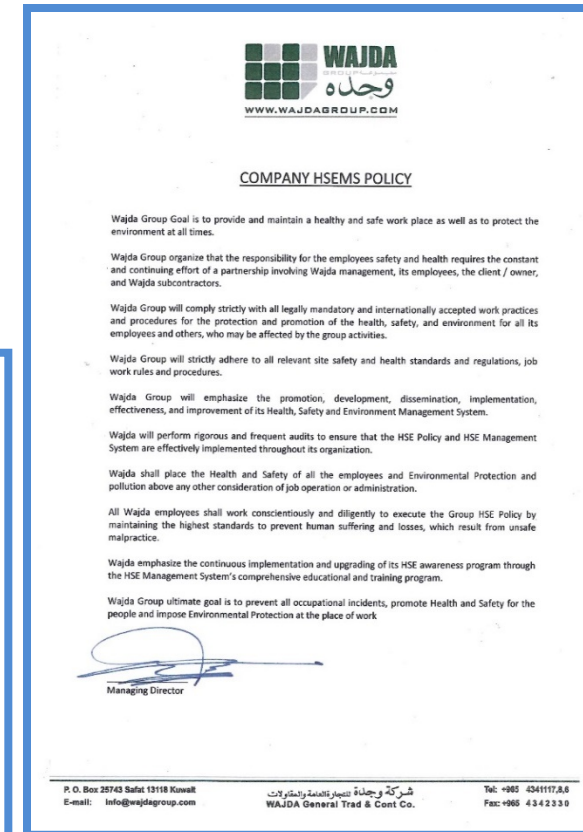 WAJDA
GROUP شركة
وجده
WWW.WAJDAGROUP.COM
COMPANY HSEMS POLICY
Wajda Group Goal is to provide and maintain a healthy and safe work place as well as to protect the
environment at all times.
Wajda Group organize that the responsibility for the employees safety and health requires the constant
and continuing effort of a partnership involving Wajda management, its employees, the client / owner,
and Wajda subcontractors.
Wajda Group will comply strictly with all legally mandatory and internationally accepted work practices
and procedures for the protection and promotion of the health, safety, and environment for all its
employees and others, who may be affected by the group activities.
Wajda Group will strictly adhere to all relevant site safety and health standards and regulations, job
work rules and procedures.
Wajda Group will emphasize the promotion, development, dissemination, implementation,
effectiveness, and improvement of its Health, Safety and Environment Management System.
Wajda will perform rigorous and frequent audits to ensure that the HSE Policy and HSE Management
System are effectively implemented throughout its organization.
Wajda shall place the Health and Safety of all the employees and Environmental Protection and
pollution above any other consideration of job operation or administration.
All Wajda employees shall work conscientiously and diligently to execute the Group HSE Policy by
maintaining the highest standards to prevent human suffering and losses, which result from unsafe
malpractice.
Wajda emphasize the continuous implementation and upgrading of its HSE awareness program through
the HSE Management System's comprehensive educational and training program.
Wajda Group ultimate goal is to prevent all occupational incidents, promote Health and Safety for the
people and impose Environmental Protection at the place of work
Managing Director
P. O. Box 25743 Safat 13118 Kuwait
E-mail: info@wajdagroup.com
شركة وجدة للتجارة العامة والمقاولات
WAJDA General Trad & Cont Co.
Tel: +965 4341117,8,6
Fax: +965 4342330